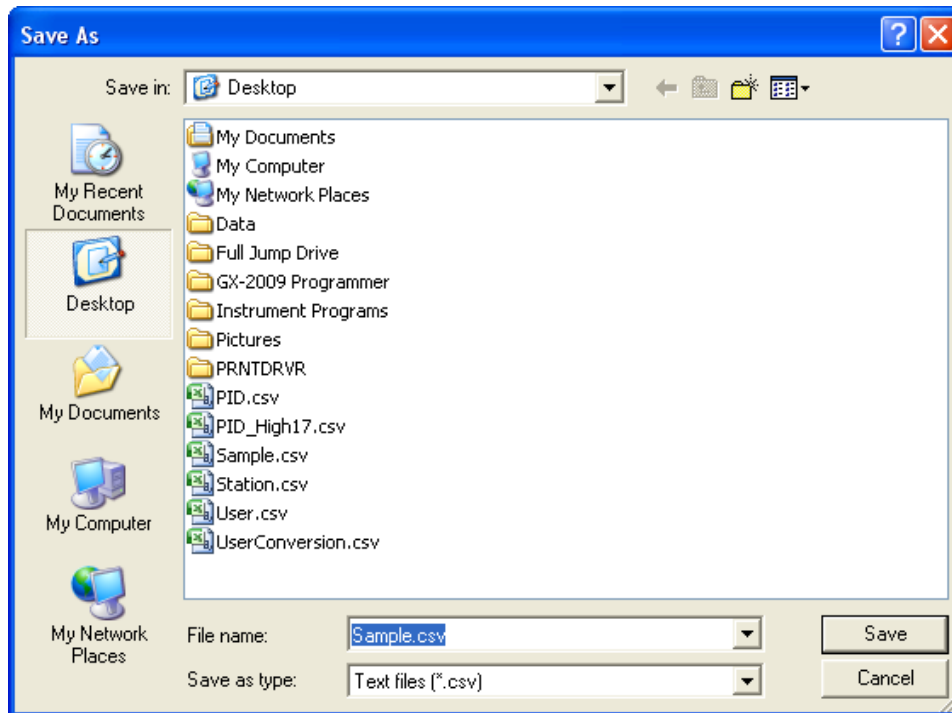 Save As
Save in:
Desktop
My Recent
Documents
Desktop
My Documents
My Computer
My Network
Places
My Documents
My Computer
My Network Places
Data
Full Jump Drive
GX-2009 Programmer
Instrument Programs
Pictures
PRNTDRVR
PID.csv
PID_High17.csv
Sample.csv
Station.csv
User.csv
UserConversion.csv
File name:
Sample.csv
Save
Save as type:
Text files (*.csv)
Cancel